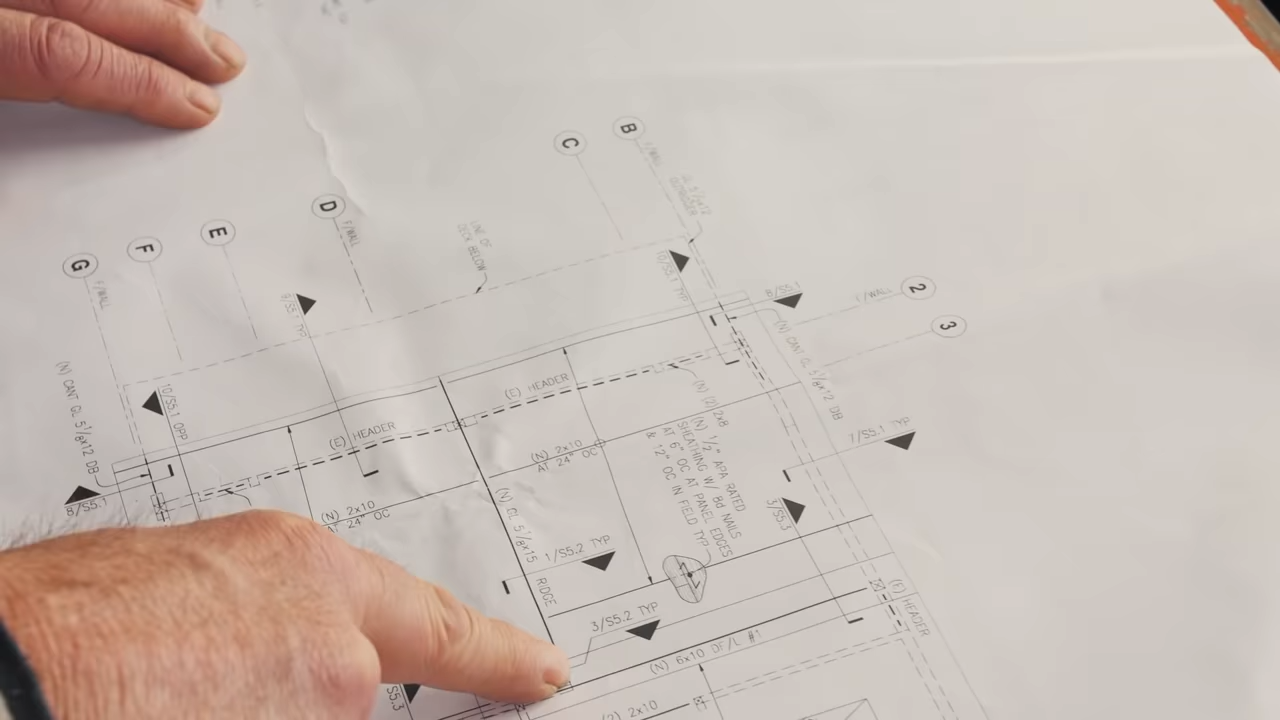 B
C
D
E
F
G
2
3
F/WALL
F/WALL
F/WALL
F/WALL
LINE OF
DECK BELOW
10/S5.1 TYP
8/S5.1
(N) CANT GL 5 1/8x12 DB
(N) CANT GL 5 1/8x12 DB
10/S5.1 OPP
8/S5.1
(E) HEADER
(E) HEADER
(N) (2) 2x8
(N) 1/2" APA RATED
SHEATHING W/ 8d NAILS
AT 6" OC AT PANEL EDGES
& 12" OC IN FIELD TYP
7/S5.1 TYP
(N) 2x10
AT 24" OC
(N) 2x10
AT 24" OC
(N) GL 5 1/8x15
RIDGE
1/S5.2 TYP
3/S5.2 TYP
(N) 6x10 DF/L #1
HEADER
(2) 2x10
S5.3